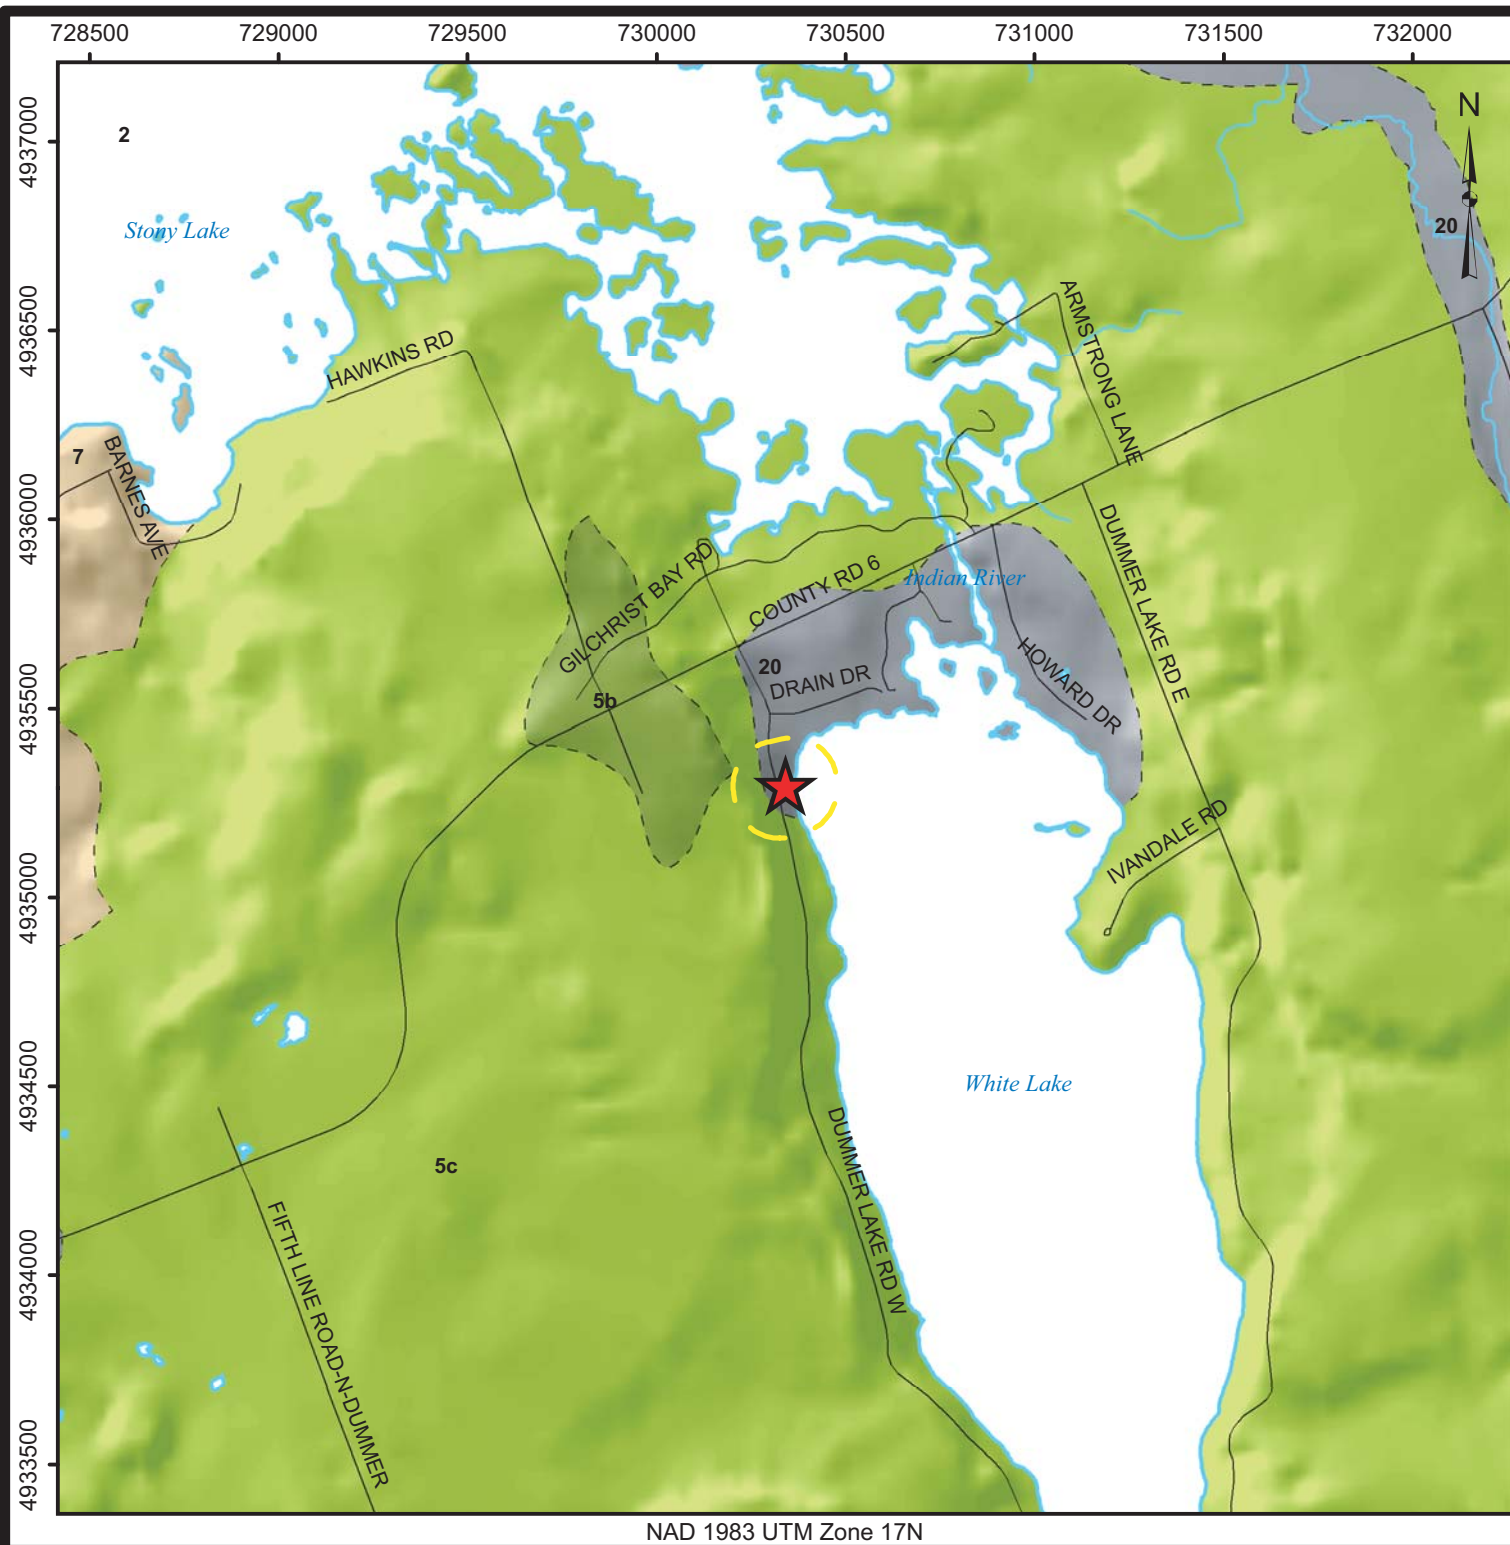 728500 729000 729500 730000 730500 731000 731500 732000
4937000
4936500
4936000
4935500
4935000
4934500
4934000
4933500
2
N
Stony Lake
20
ARMSTRONG LANE
HAWKINS RD
7
BARNES AVE
DUMMER LAKE RD E
GILCHRIST BAY RD
COUNTY RD 6
Indian River
20
DRAIN DR
HOWARD DR
5b
IVANDALE RD
White Lake
5c
DUMMER LAKE RD W
FIFTH LINE ROAD-N-DUMMER
NAD 1983 UTM Zone 17N